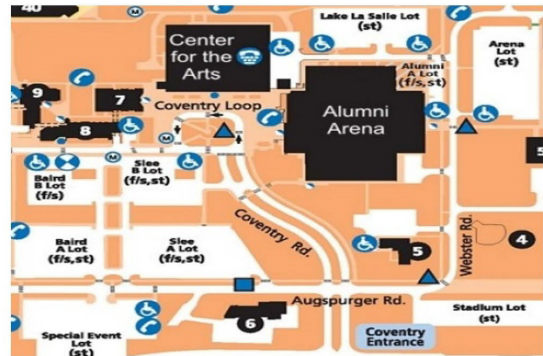 40
M
Lake La Salle Lot
(st)
Center
for the
Arts
Arena
Lot
(st)
Alumni
A Lot
(f/s,st)
9
7
Coventry Loop
Alumni
Arena
8
M
M
5
Baird
B Lot
(f/s)
Slee
B Lot
(f/s,st)
Coventry Rd.
Webster Rd.
4
Baird
A Lot
(f/s,st)
Slee
A Lot
(f/s,st)
5
Augspurger Rd.
Stadium Lot
(st)
6
Special Event
Lot
(st)
Coventry
Entrance